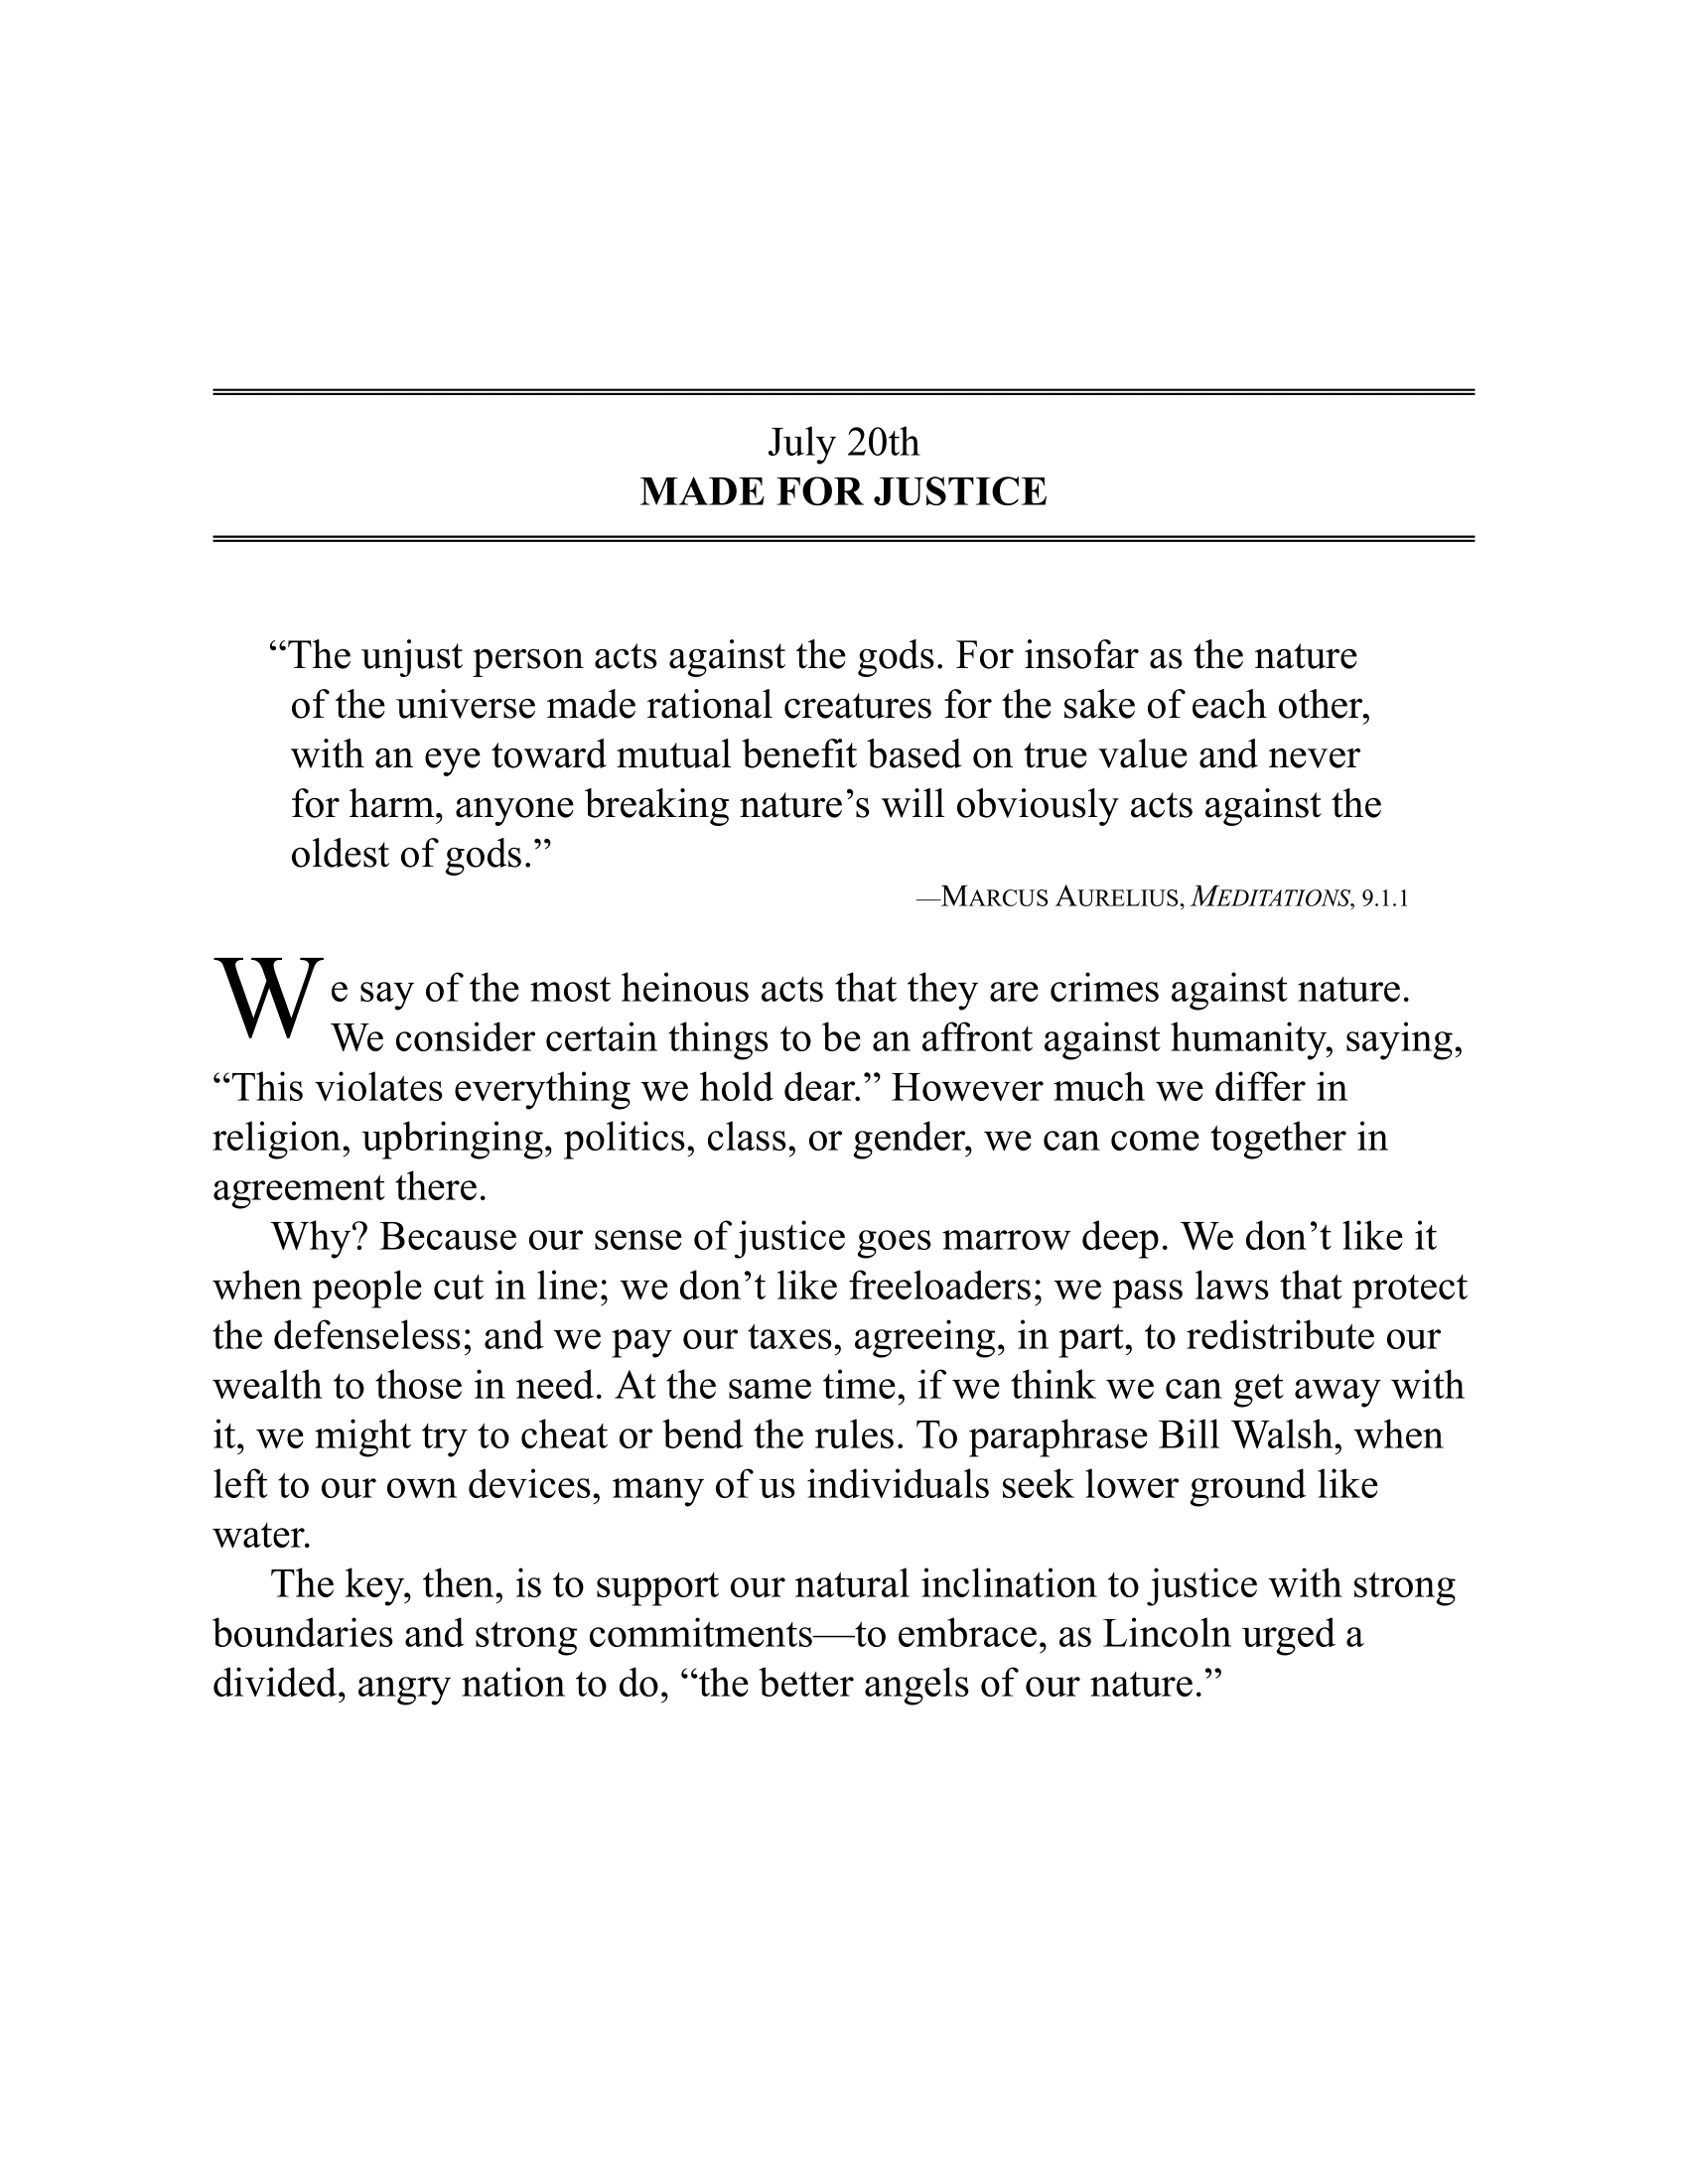 July 20th
MADE FOR JUSTICE
“The unjust person acts against the gods. For insofar as the nature
of the universe made rational creatures for the sake of each other,
with an eye toward mutual benefit based on true value and never
for harm, anyone breaking nature’s will obviously acts against the
oldest of gods.”
—MARCUS AURELIUS, MEDITATIONS, 9.1.1
We say of the most heinous acts that they are crimes against nature.
We consider certain things to be an affront against humanity, saying,
“This violates everything we hold dear.” However much we differ in
religion, upbringing, politics, class, or gender, we can come together in
agreement there.
Why? Because our sense of justice goes marrow deep. We don’t like it
when people cut in line; we don’t like freeloaders; we pass laws that protect
the defenseless; and we pay our taxes, agreeing, in part, to redistribute our
wealth to those in need. At the same time, if we think we can get away with
it, we might try to cheat or bend the rules. To paraphrase Bill Walsh, when
left to our own devices, many of us individuals seek lower ground like
water.
The key, then, is to support our natural inclination to justice with strong
boundaries and strong commitments—to embrace, as Lincoln urged a
divided, angry nation to do, “the better angels of our nature.”